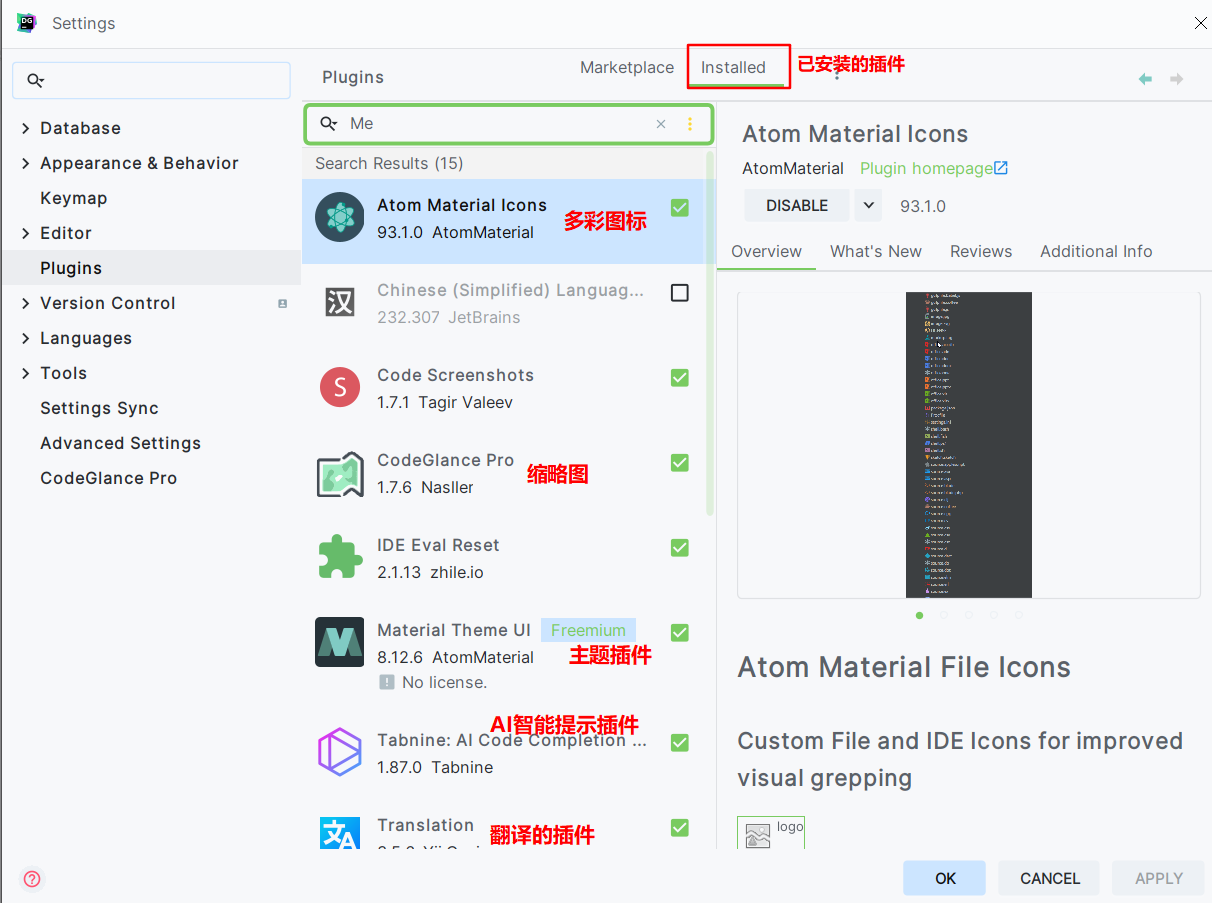 DG
Settings
Plugins
Marketplace
Installed
已安装的插件
Database
Appearance & Behavior
Keymap
Editor
Plugins
Version Control
Languages
Tools
Settings Sync
Advanced Settings
CodeGlance Pro
Me
Search Results (15)
Atom Material Icons
93.1.0 AtomMaterial
多彩图标
汉
Chinese (Simplified) Languag...
232.307 JetBrains
S
Code Screenshots
1.7.1 Tagir Valeev
CodeGlance Pro
1.7.6 Nasller
缩略图
IDE Eval Reset
2.1.13 zhile.io
Material Theme UI Freemium
8.12.6 AtomMaterial
主题插件
No license.
AI智能提示插件
Tabnine: AI Code Completion ...
1.87.0 Tabnine
Translation
翻译的插件
Atom Material Icons
AtomMaterial Plugin homepage
DISABLE
93.1.0
Overview What's New Reviews Additional Info
Atom Material File Icons
Custom File and IDE Icons for improved
visual grepping
logo
?
OK CANCEL APPLY